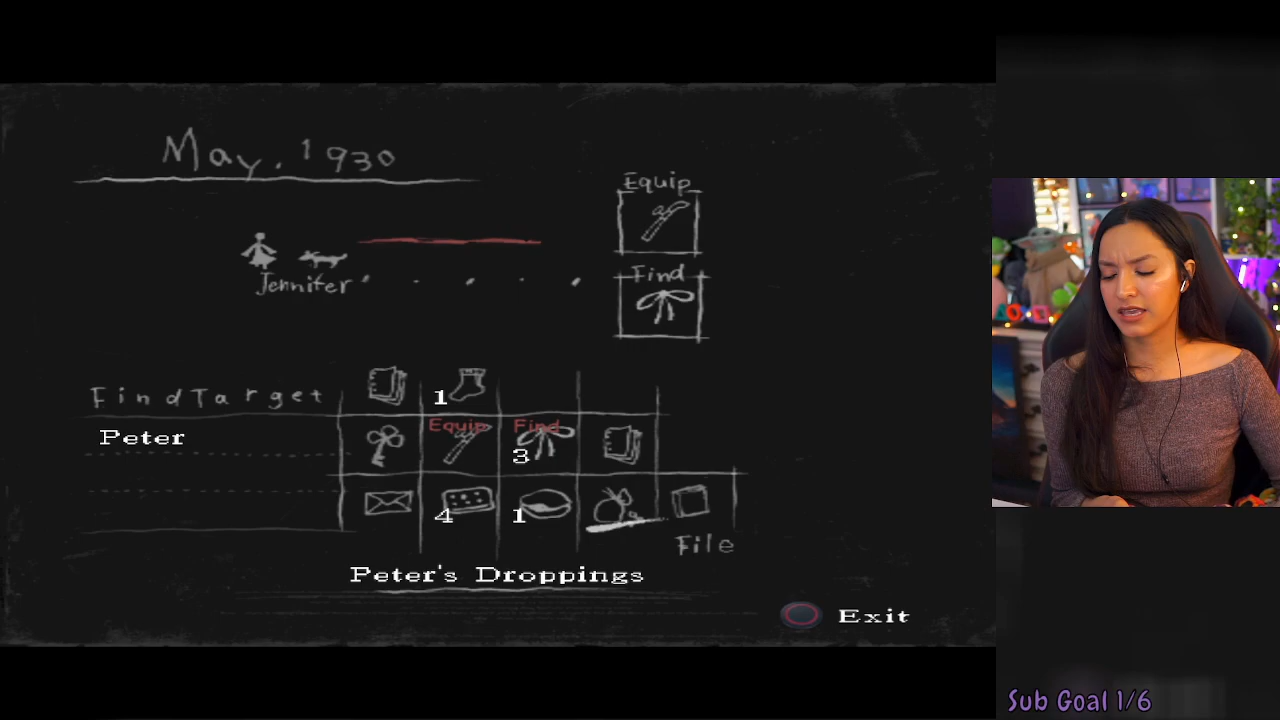 May. 1930
Equip
Find
Jennifer
FindTarget
1
Peter
Equip
Find
3
4
1
File
Peter's Droppings
Exit
Sub Goal 1/6